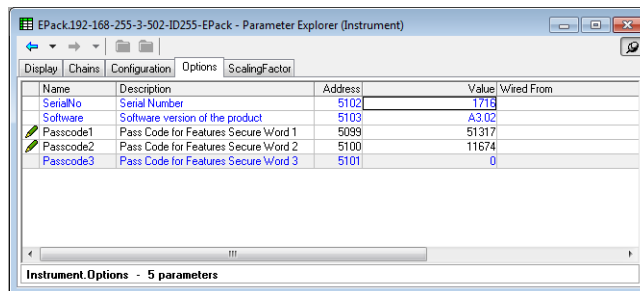 EPack.192-168-255-3-502-ID255-EPack - Parameter Explorer (Instrument)
Display Chains Configuration Options ScalingFactor
Name Description Address Value Wired From
SerialNo Serial Number 5102 1716
Software Software version of the product 5103 A3.02
Passcode1 Pass Code for Features Secure Word 1 5099 51317
Passcode2 Pass Code for Features Secure Word 2 5100 11674
Passcode3 Pass Code for Features Secure Word 3 5101 0
Instrument.Options - 5 parameters